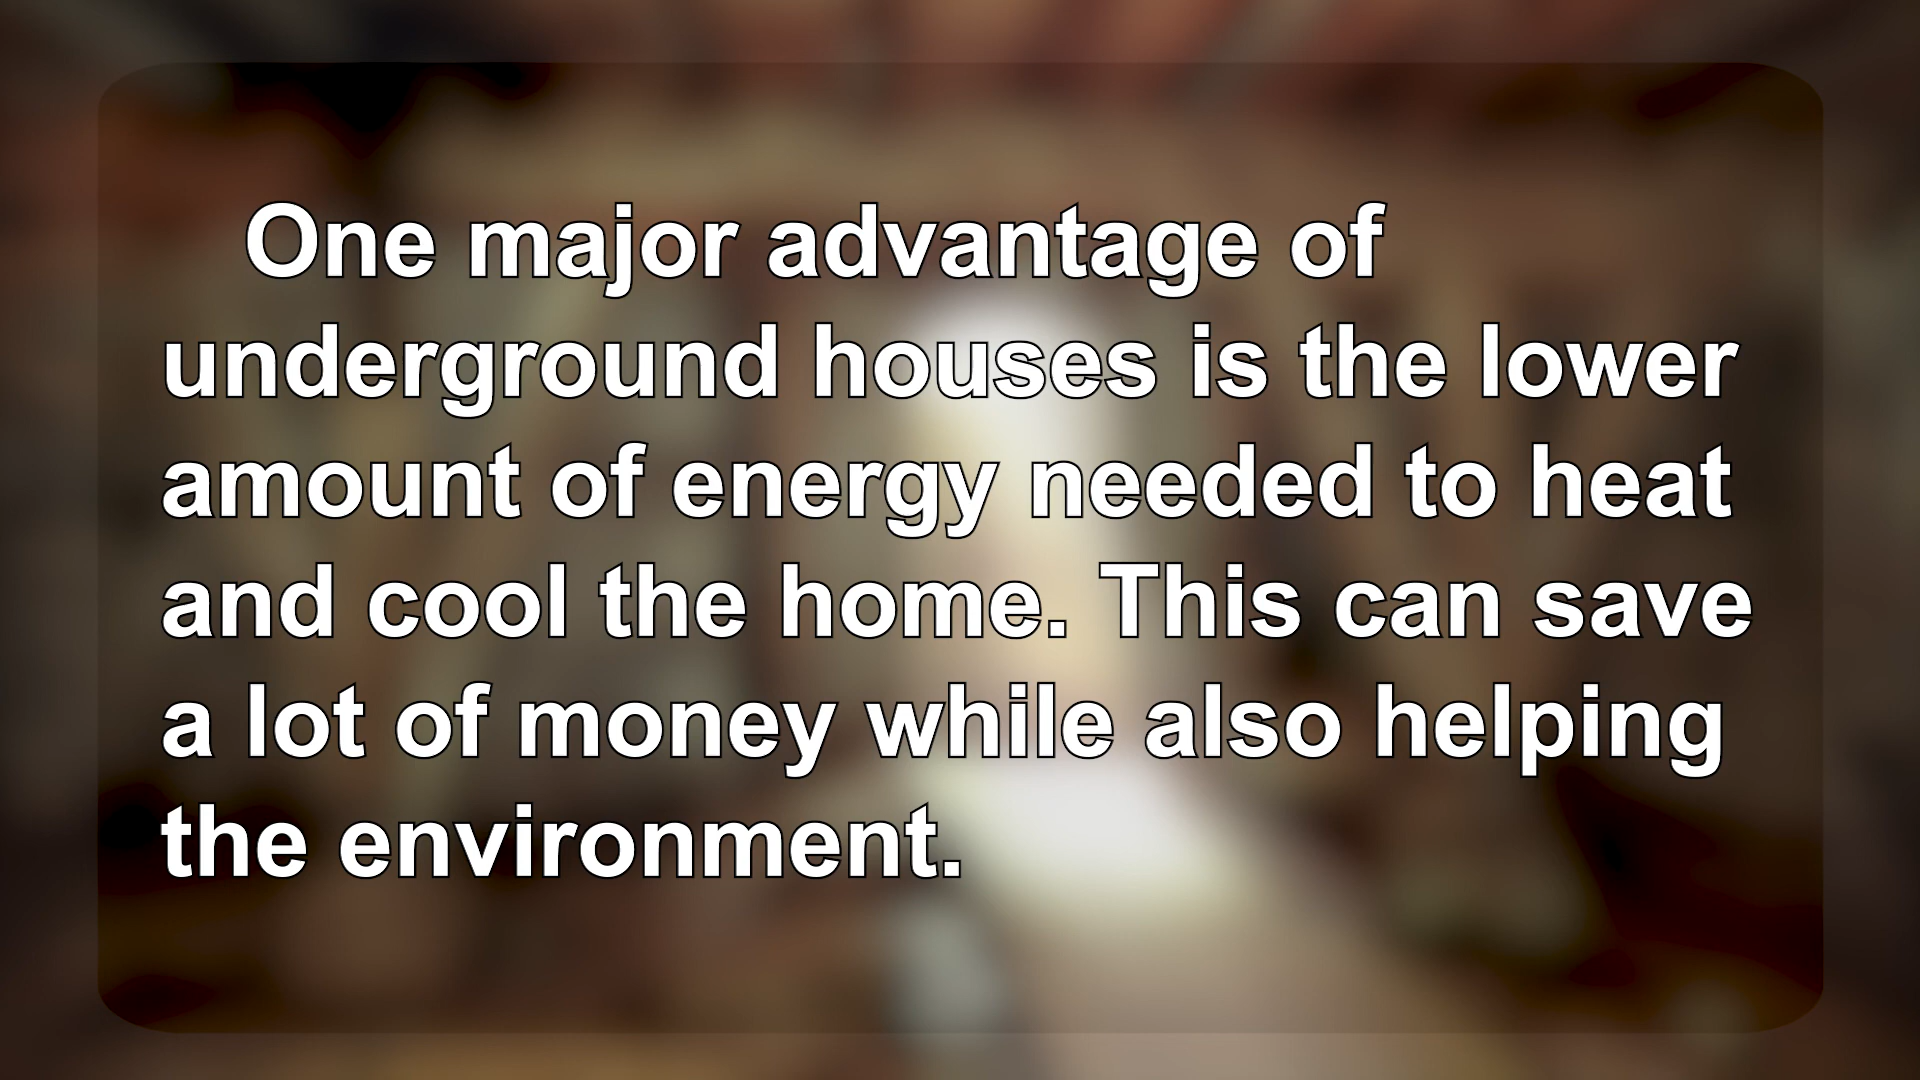 One major advantage of
underground houses is the lower
amount of energy needed to heat
and cool the home. This can save
a lot of money while also helping
the environment.